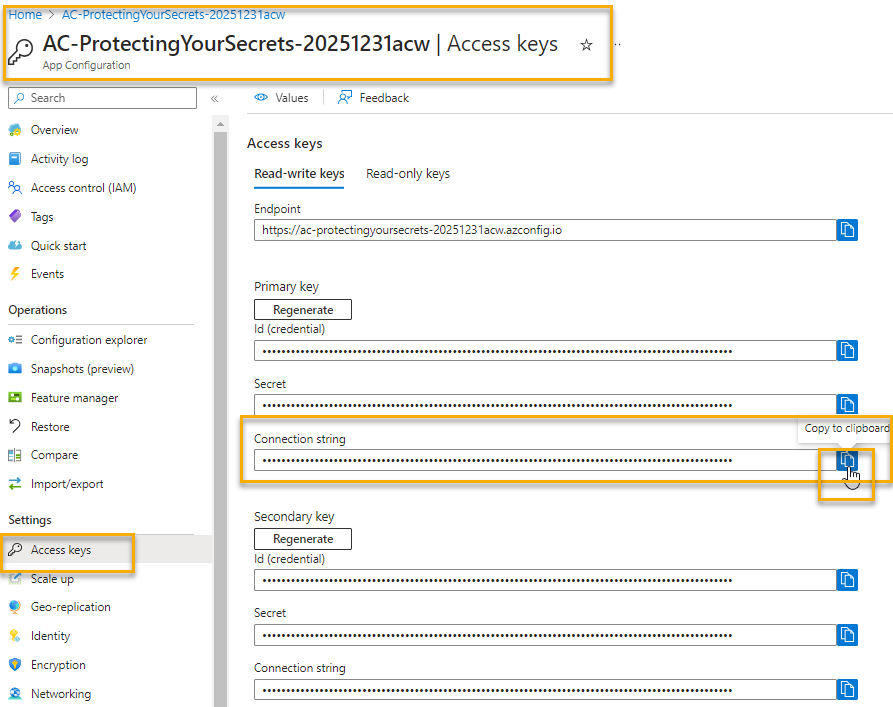 Home > AC-ProtectingYourSecrets-20251231acw
AC-ProtectingYourSecrets-20251231acw | Access keys
App Configuration
Search
«
Values
Feedback
Overview
Activity log
Access control (IAM)
Tags
Quick start
Events
Operations
Configuration explorer
Snapshots (preview)
Feature manager
Restore
Compare
Import/export
Settings
Access keys
Scale up
Geo-replication
Identity
Encryption
Networking
Access keys
Read-write keys
Read-only keys
Endpoint
https://ac-protectingyoursecrets-20251231acw.azconfig.io
Primary key
Regenerate
Id (credential)
Secret
Copy to clipboard
Connection string
Secondary key
Regenerate
Id (credential)
Secret
Connection string